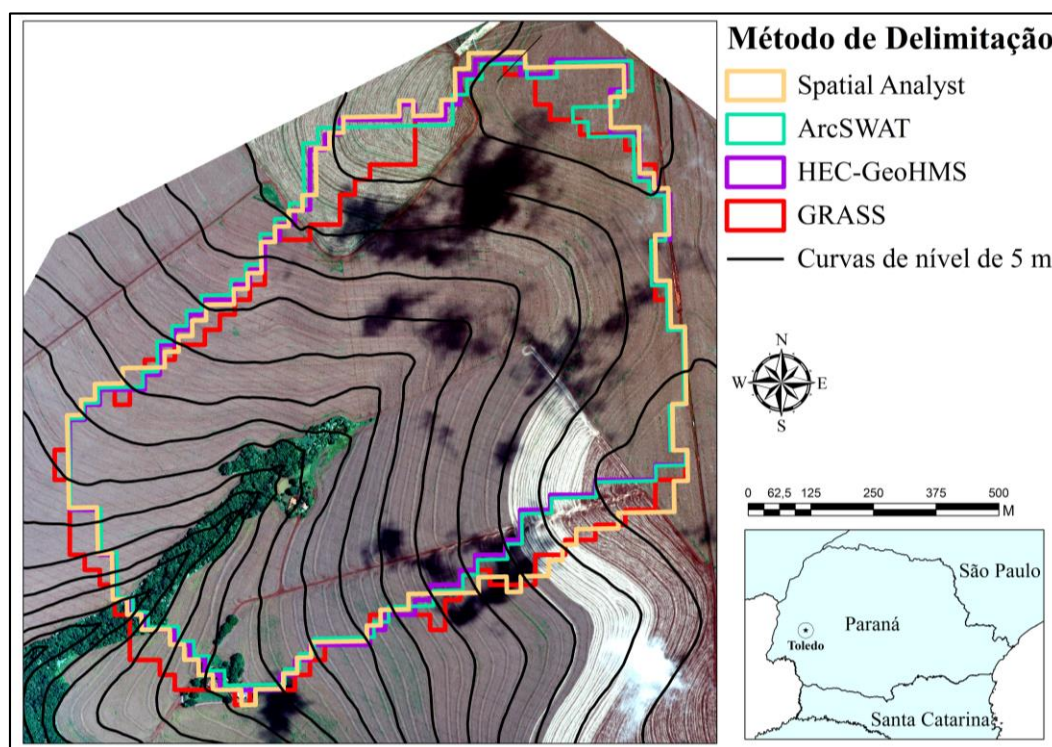 Método de Delimitação
Spatial Analyst
ArcSWAT
HEC-GeoHMS
GRASS
Curvas de nível de 5 m
N
W
E
S
0 62,5 125 250 375 500
M
São Paulo
Paraná
Toledo
Santa Catarina